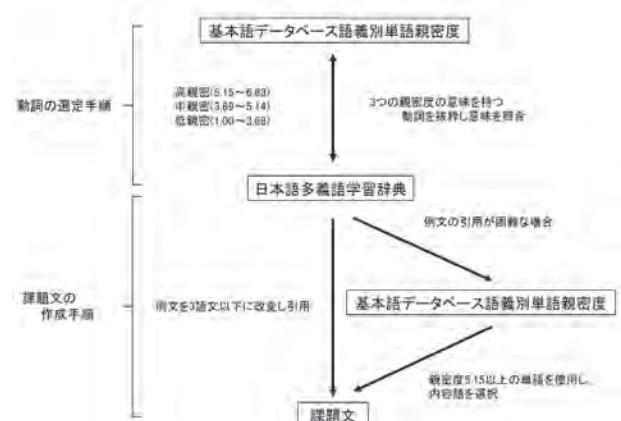 基本語データベース語義別単語親密度
動詞の選定手順
高親密(5.15～6.83)
中親密(3.69～5.14)
低親密(1.00～3.68)
3つの親密度の意味を持つ
動詞を抜粋し意味を照合
日本語多義語学習辞典
例文の引用が困難な場合
課題文の
作成手順
例文を3語文以下に改変し引用
基本語データベース語義別単語親密度
親密度5.15以上の単語を使用し、
内容語を選択
課題文